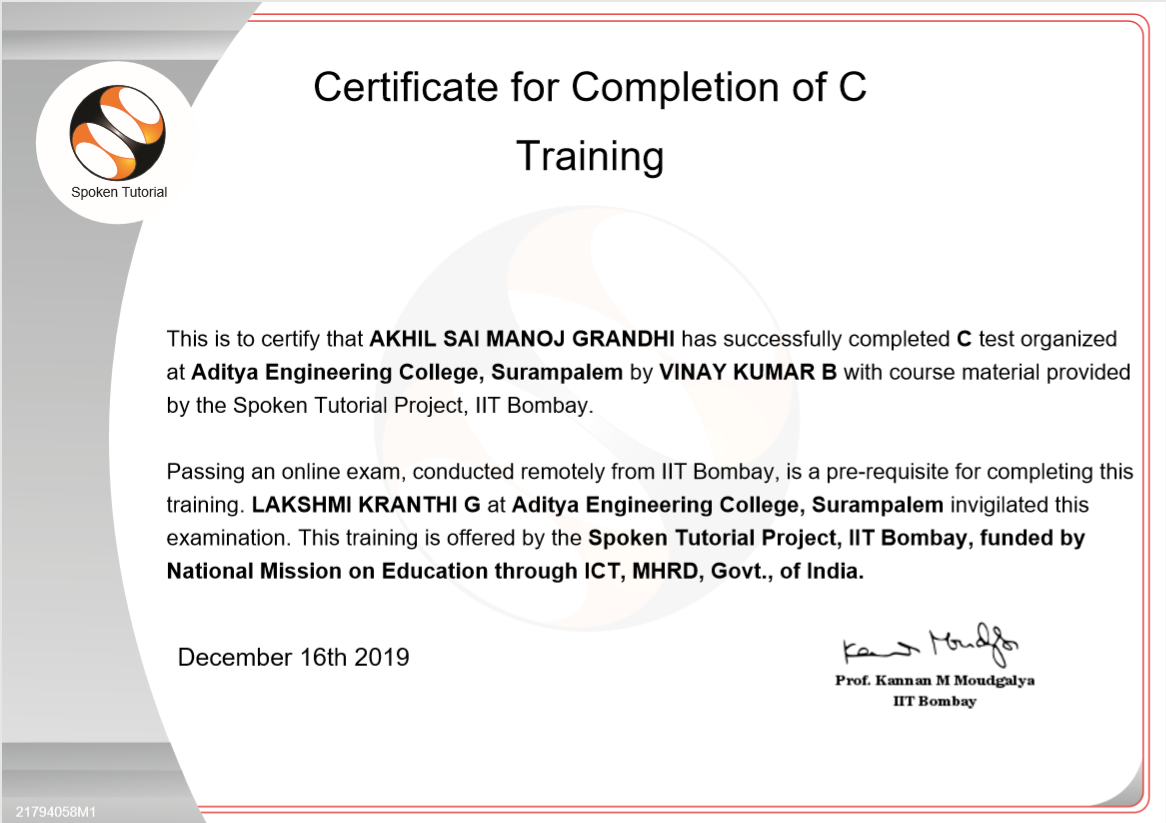 Certificate for Completion of C
Training
Spoken Tutorial
This is to certify that AKHIL SAI MANOJ GRANDHI has successfully completed C test organized
at Aditya Engineering College, Surampalem by VINAY KUMAR B with course material provided
by the Spoken Tutorial Project, IIT Bombay.
Passing an online exam, conducted remotely from IIT Bombay, is a pre-requisite for completing this
training. LAKSHMI KRANTHI G at Aditya Engineering College, Surampalem invigilated this
examination. This training is offered by the Spoken Tutorial Project, IIT Bombay, funded by
National Mission on Education through ICT, MHRD, Govt., of India.
December 16th 2019
Prof. Kannan M Moudgalya
IIT Bombay
21794058M1